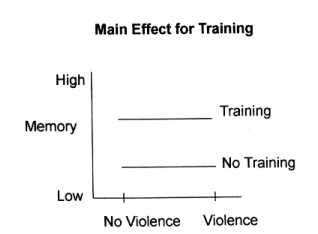 Main Effect for Training
High
Training
Memory
No Training
Low
No Violence Violence